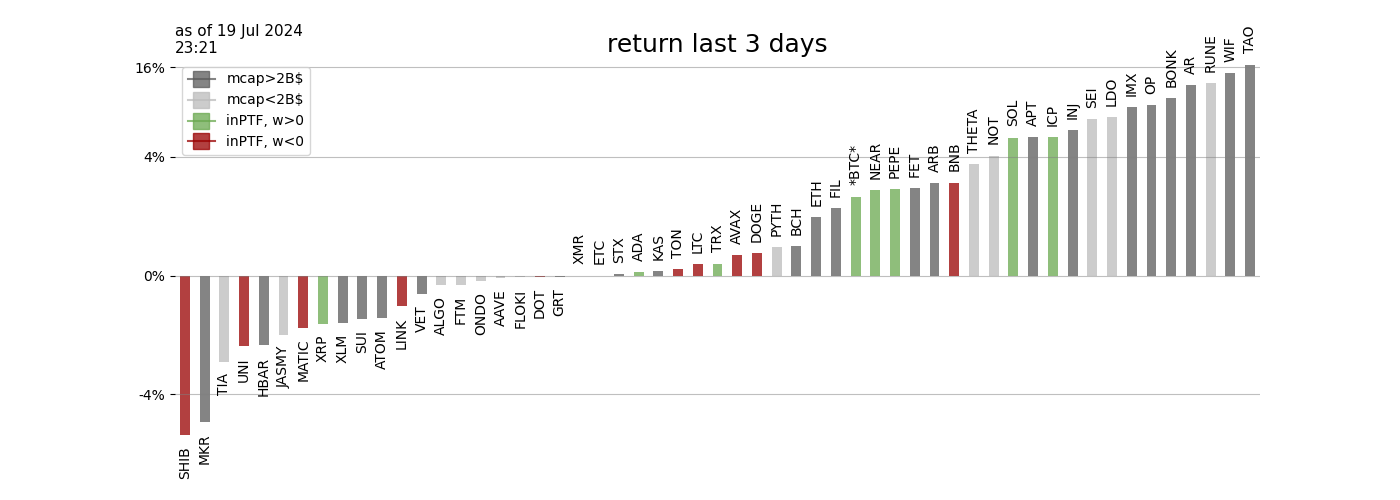 as of 19 Jul 2024
23:21
return last 3 days
16%
4%
0%
-4%
mcap>2B$
mcap<2B$
inPTF, w>0
inPTF, w<0
SHIB
MKR
TIA
UNI
HBAR
JASMY
MATIC
XRP
XLM
SUI
ATOM
LINK
VET
ALGO
FTM
ONDO
AAVE
FLOKI
DOT
GRT
XMR
ETC
STX
ADA
KAS
TON
LTC
TRX
AVAX
DOGE
PYTH
BCH
ETH
FIL
*BTC*
NEAR
PEPE
FET
ARB
BNB
THETA
NOT
SOL
APT
ICP
INJ
SEI
LDO
IMX
OP
BONK
AR
RUNE
WIF
TAO